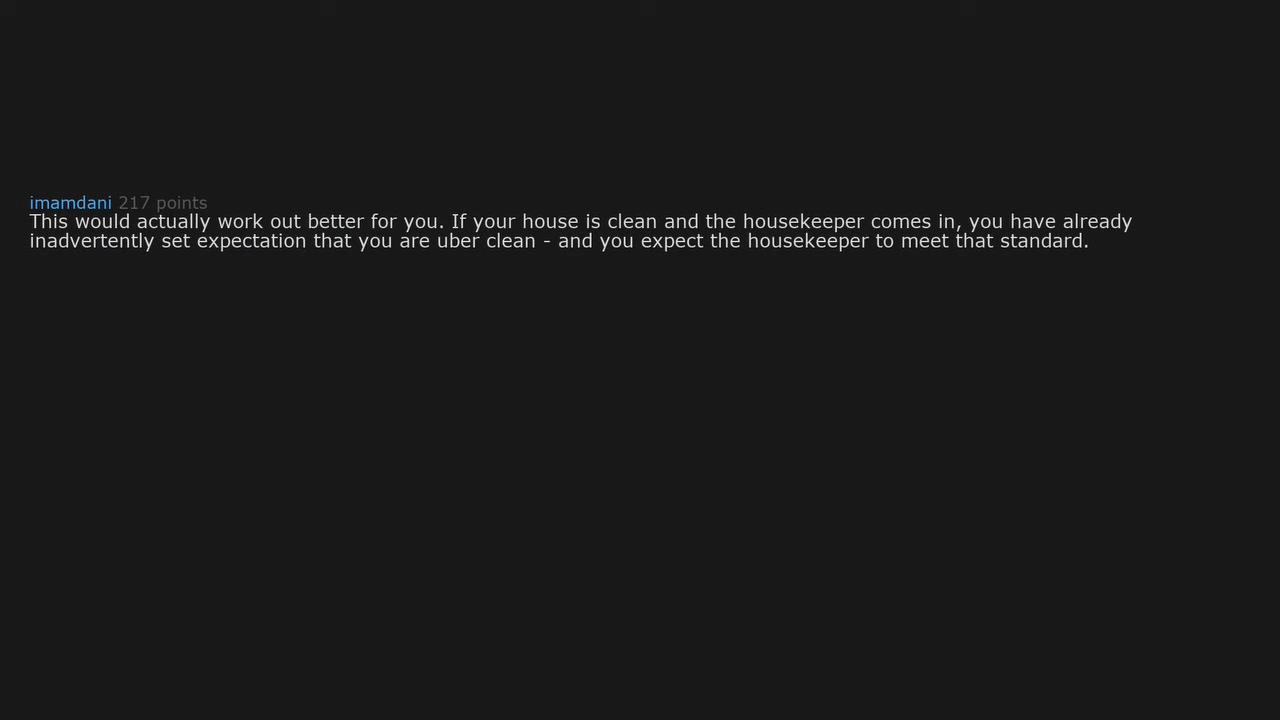 imamdani 217 points
This would actually work out better for you. If your house is clean and the housekeeper comes in, you have already
inadvertently set expectation that you are uber clean - and you expect the housekeeper to meet that standard.